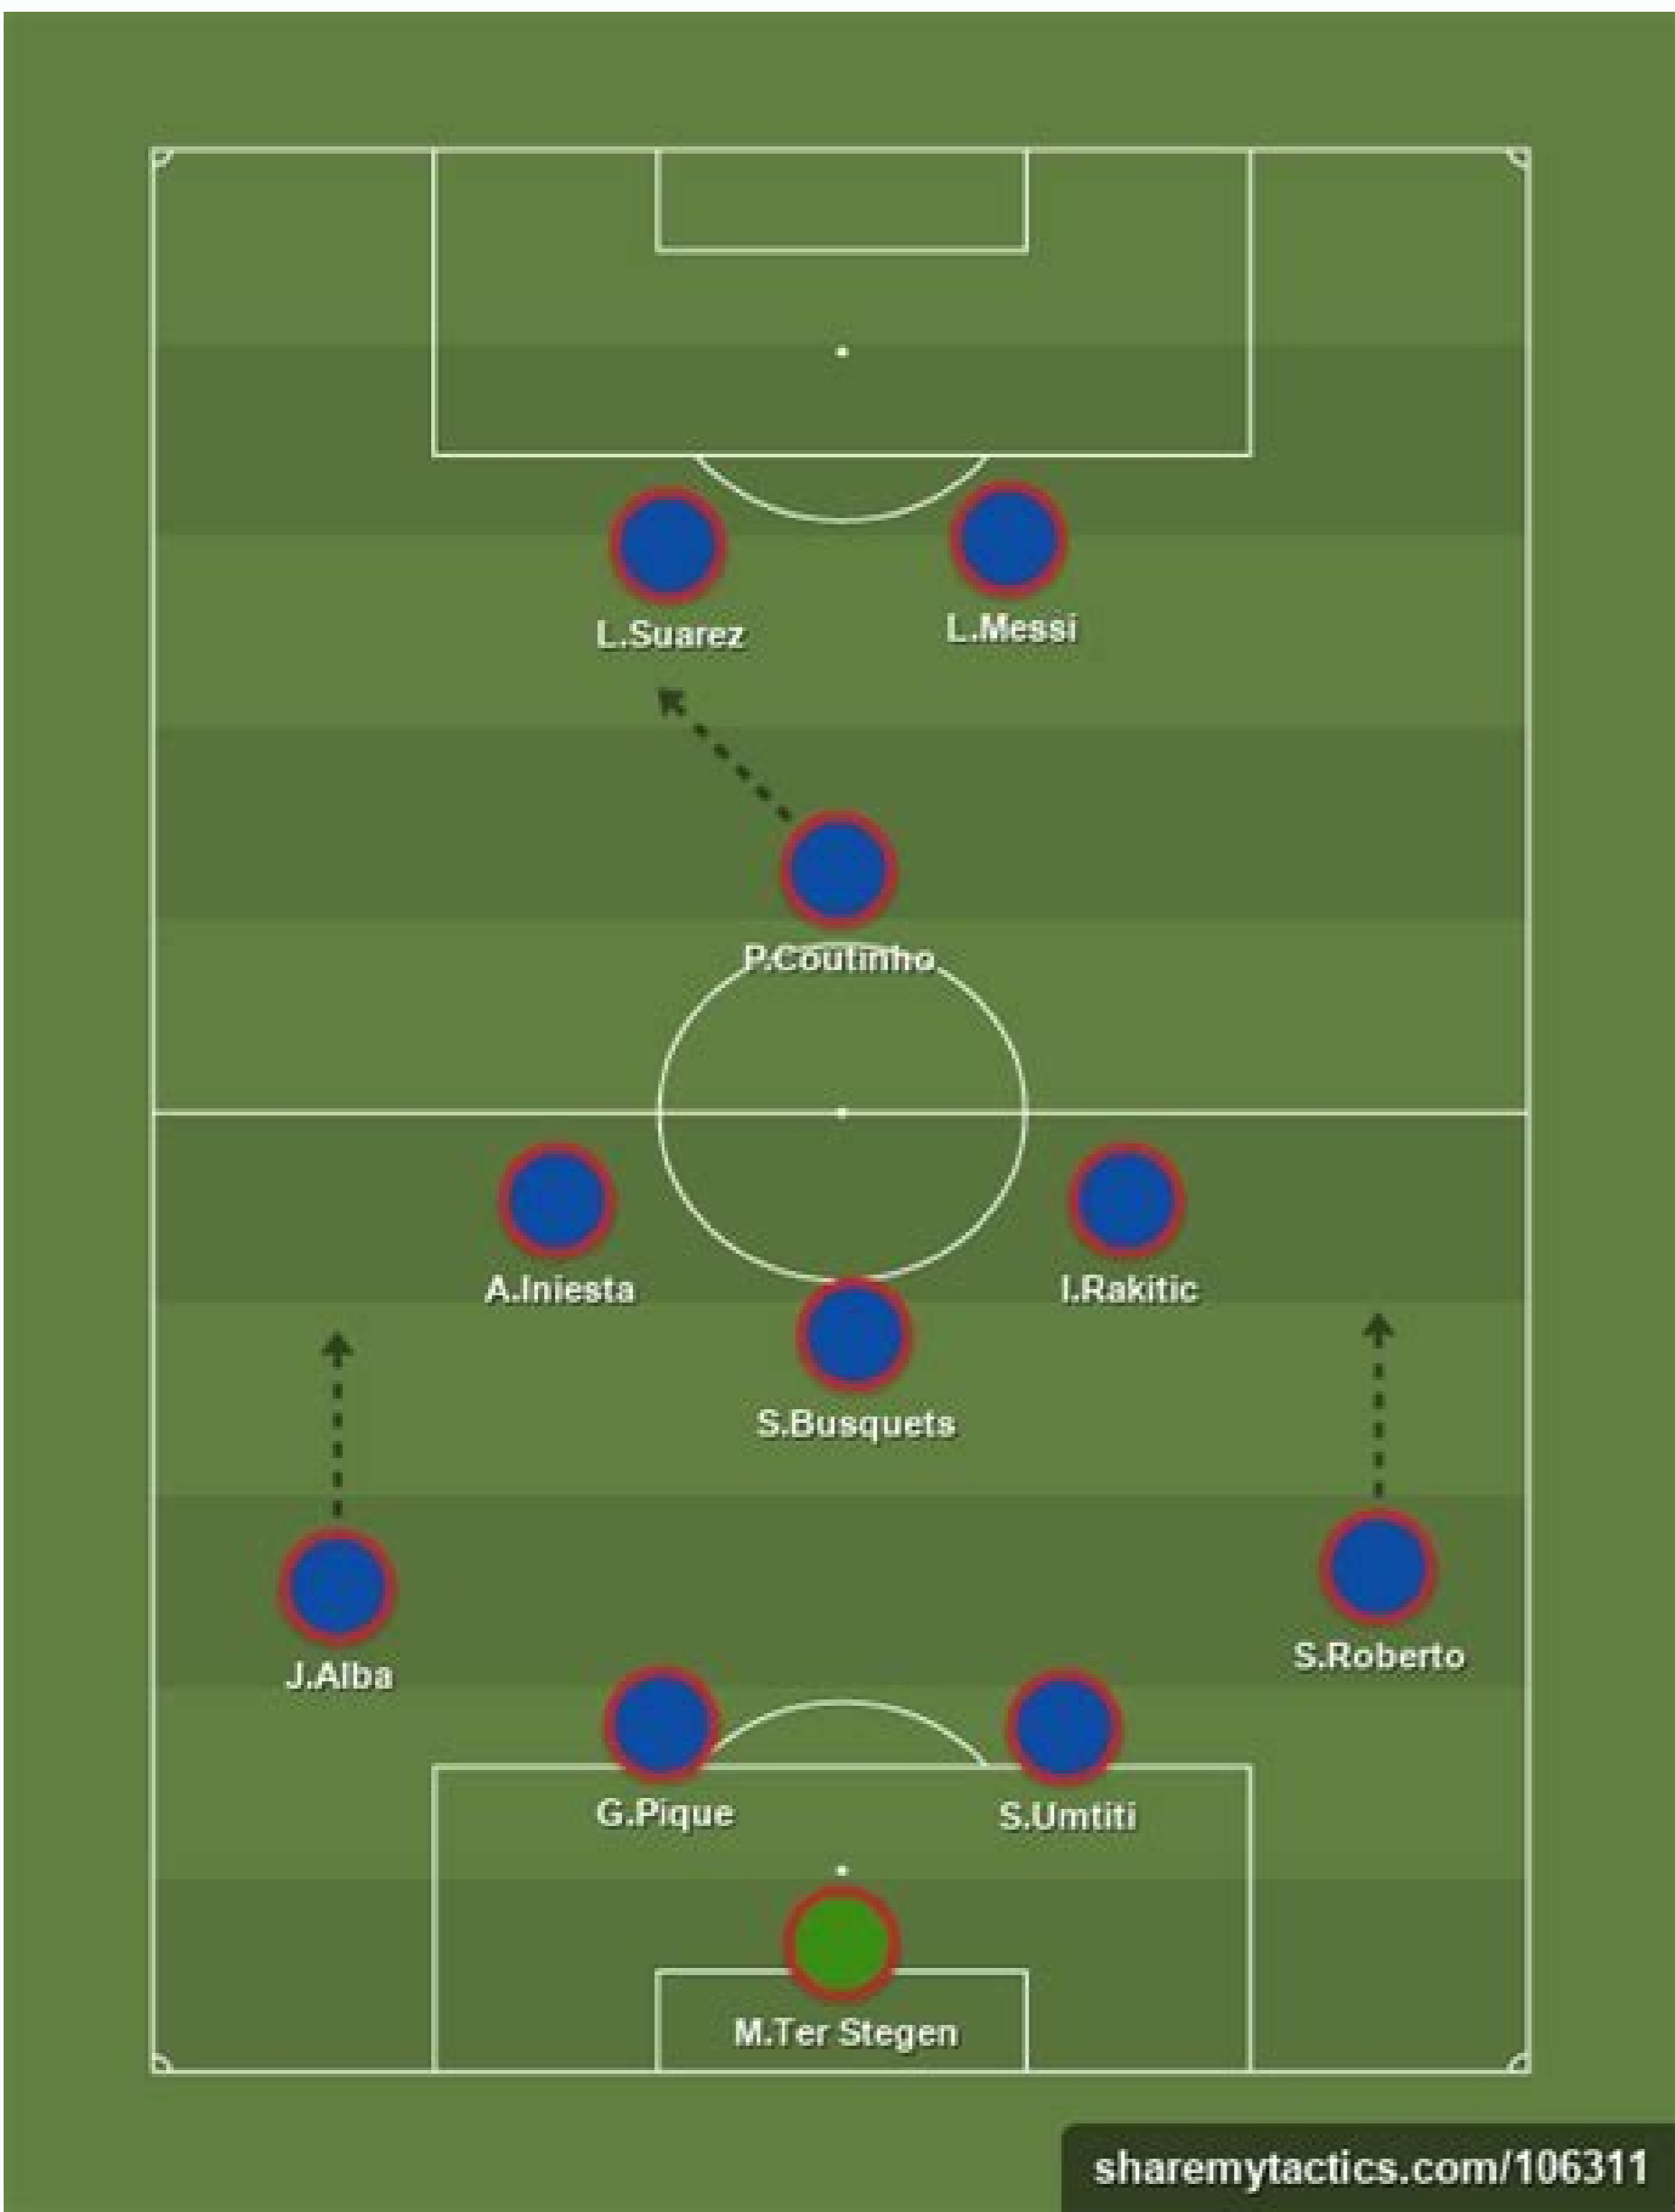 L.Suarez
L.Messi
P.Coutinho
A.Iniesta
I.Rakitic
S.Busquets
J.Alba
S.Roberto
G.Pique
S.Umtiti
M.Ter Stegen
sharemytactics.com/106311